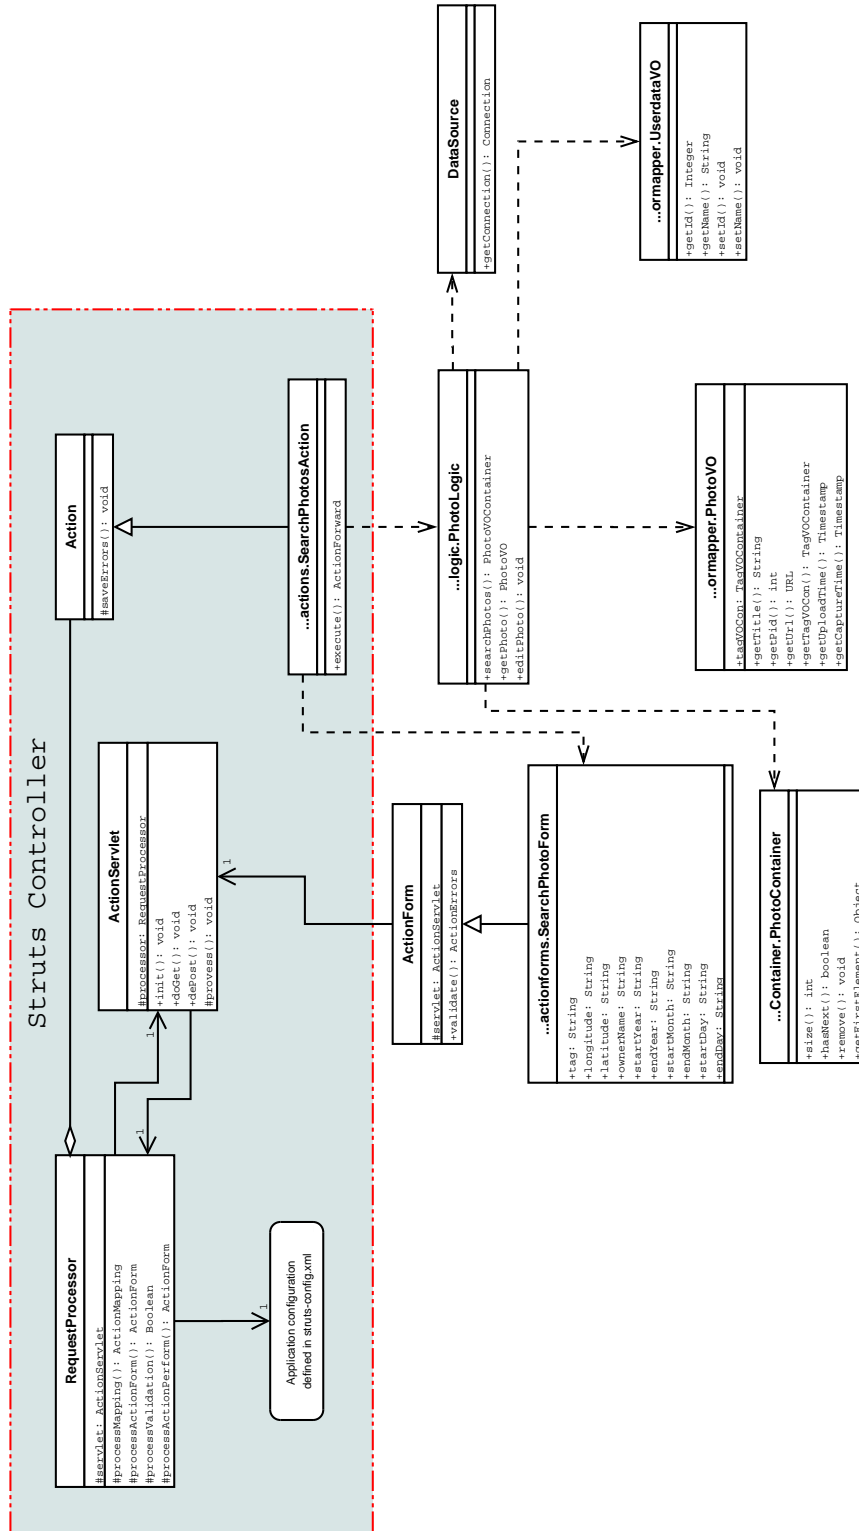 Struts Controller
RequestProcessor
#servlet: ActionServlet
#processMapping(): ActionMapping
#processActionForm(): ActionForm
#processValidation(): Boolean
#processActionPerform(): ActionForm
1
1
ActionServlet
#processor: RequestProcessor
+init(): void
+doGet(): void
+dePost(): void
#provess(): void
1
Action
#saveErrors(): void
Application configuration
defined in struts-config.xml
1
...actions.SearchPhotosAction
+execute(): ActionForward
ActionForm
#servlet: ActionServlet
+validate(): ActionErrors
...logic.PhotoLogic
+searchPhotos(): PhotoVOContainer
+getPhoto(): PhotoVO
+editPhoto(): void
DataSource
+getConnection(): Connection
...actionforms.SearchPhotoForm
+tag: String
+longitude: String
+latitude: String
+ownerName: String
+startYear: String
+endYear: String
+startMonth: String
+endMonth: String
+startDay: String
+endDay: String
...ormapper.UserdataVO
+getId(): Integer
+getName(): String
+setId(): void
+setName(): void
...ormapper.PhotoVO
+tagVOCon: TagVOContainer
+getTitle(): String
+getPid(): int
+getUrl(): URL
+getTagVOCon(): TagVOContainer
+getUploadTime(): Timestamp
+getCaptureTime(): Timestamp
...Container.PhotoContainer
+size(): int
+hasNext(): boolean
+remove(): void
+getFirstElement(): Object